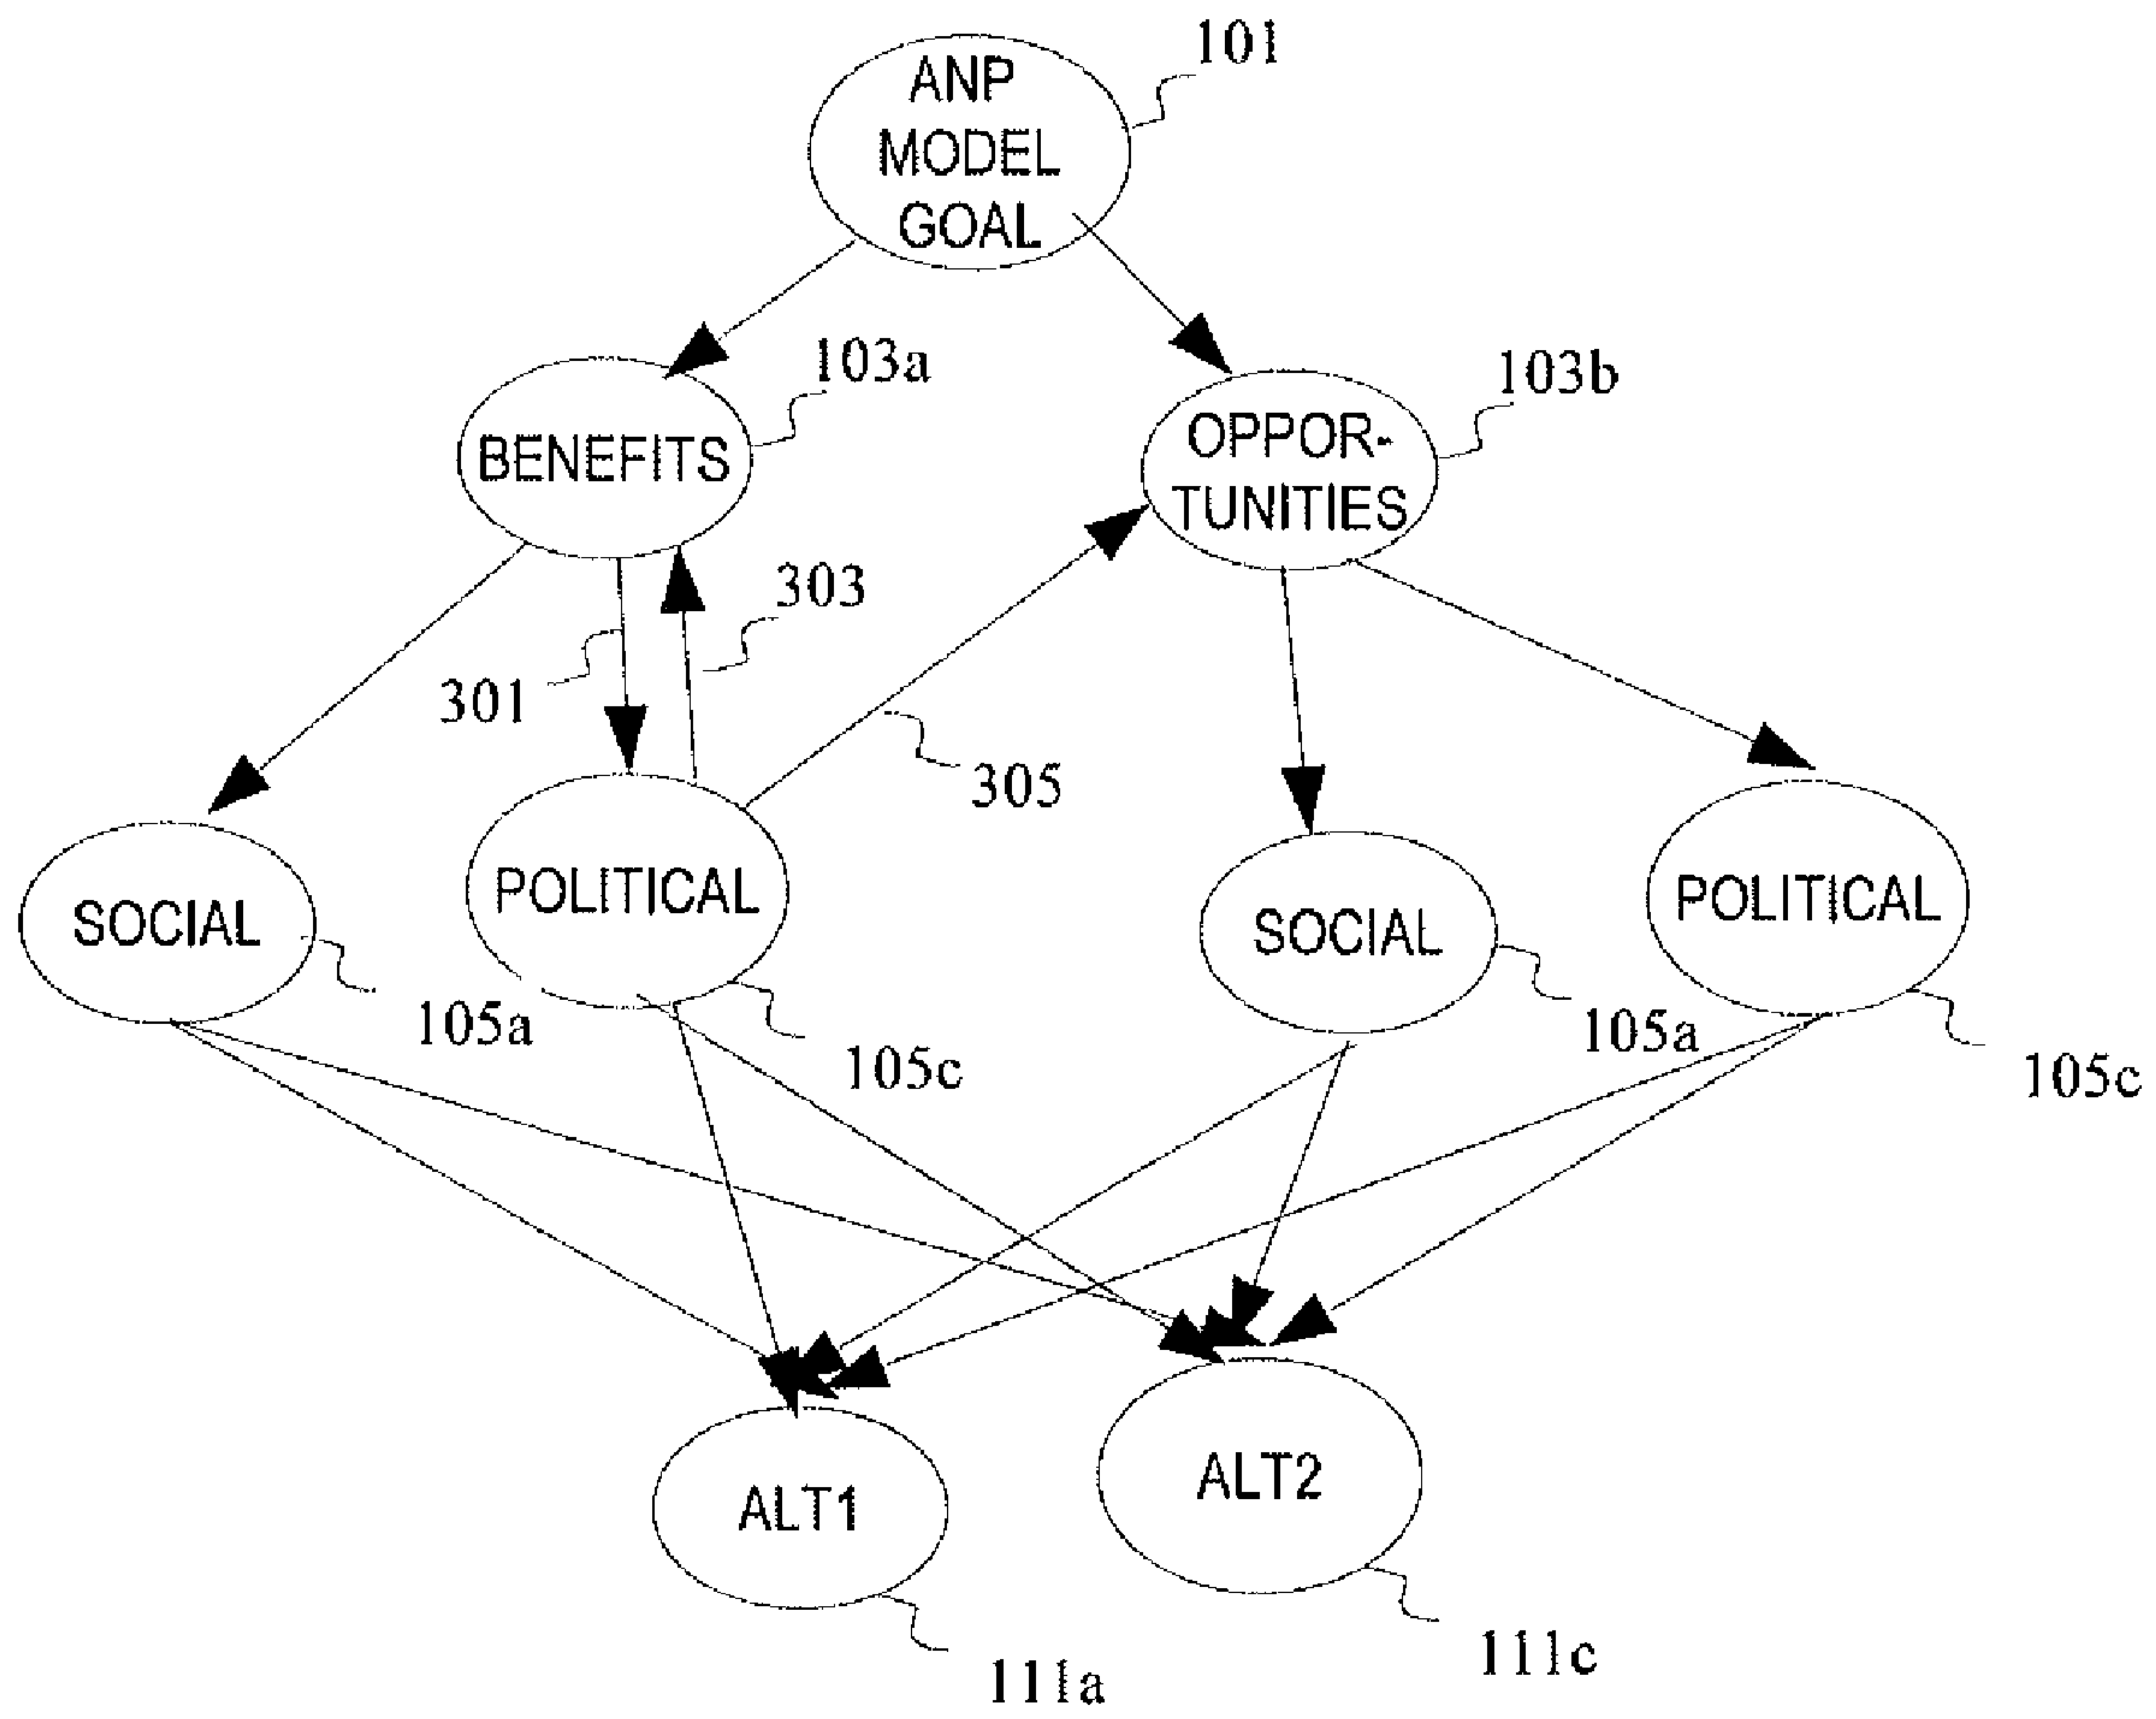 101
ANP
MODEL
GOAL
103a
103b
BENEFITS
OPPOR-
TUNITIES
303
301
305
SOCIAL
POLITICAL
SOCIAL
POLITICAL
105a
105c
105a
105c
ALT1
ALT2
111a
111c